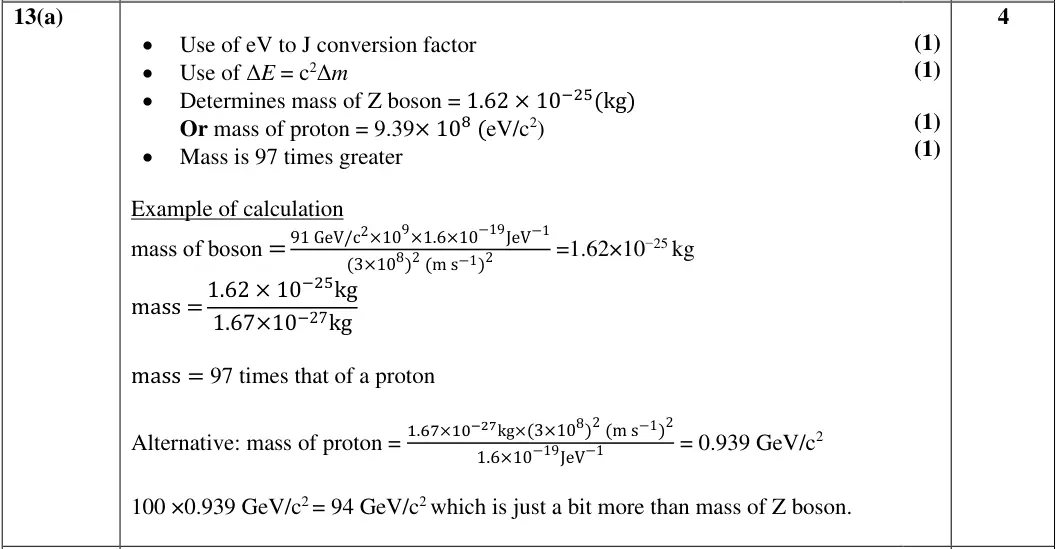 13(a) 4
• Use of eV to J conversion factor (1)
• Use of ΔE = c²Δm (1)
• Determines mass of Z boson = 1.62 × 10⁻²⁵(kg)
Or mass of proton = 9.39× 10⁸ (eV/c²) (1)
• Mass is 97 times greater (1)
Example of calculation
mass of boson = (91 GeV/c²×10⁹×1.6×10⁻¹⁹JeV⁻¹)/((3×10⁸)² (m s⁻¹)²) =1.62×10⁻²⁵ kg
mass = (1.62 × 10⁻²⁵kg)/(1.67×10⁻²⁷kg)
mass = 97 times that of a proton
Alternative: mass of proton = (1.67×10⁻²⁷kg×(3×10⁸)² (m s⁻¹)²)/(1.6×10⁻¹⁹JeV⁻¹) = 0.939 GeV/c²
100 ×0.939 GeV/c² = 94 GeV/c² which is just a bit more than mass of Z boson.